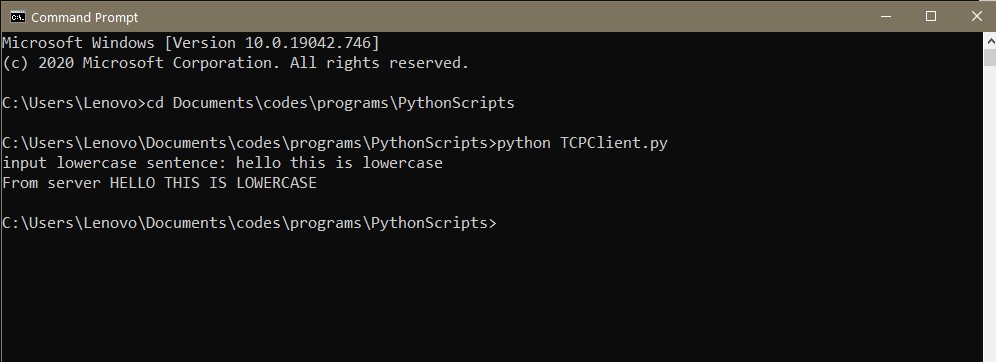 Command Prompt
Microsoft Windows [Version 10.0.19042.746]
(c) 2020 Microsoft Corporation. All rights reserved.
C:\Users\Lenovo>cd Documents\codes\programs\PythonScripts
C:\Users\Lenovo\Documents\codes\programs\PythonScripts>python TCPClient.py
input lowercase sentence: hello this is lowercase
From server HELLO THIS IS LOWERCASE
C:\Users\Lenovo\Documents\codes\programs\PythonScripts>